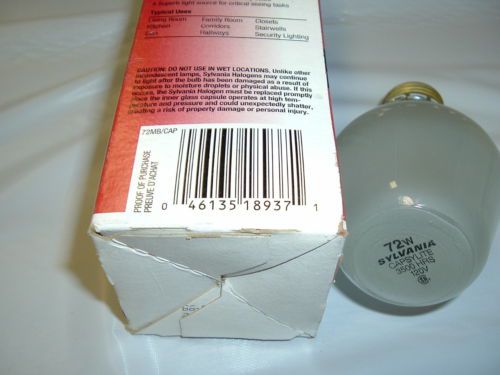 A Superb light source for critical seeing tasks
Typical Uses
Living Room Family Room Closets
Kitchen Corridors Stairwells
Den Hallways Security Lighting
CAUTION: DO NOT USE IN WET LOCATIONS. Unlike other
incandescent lamps, Sylvania Halogens may continue
to light after the bulb has been damaged as a result of
exposure to moisture droplets or physical abuse. If this
occurs, the Sylvania Halogen must be replaced promptly
since the inner glass capsule operates at high tem-
perature and pressure and could unexpectedly shatter,
creating a risk of property damage or personal injury.
72MB/CAP
PROOF OF PURCHASE
PREUVE D'ACHAT
0 46135 18937 1
72W
SYLVANIA
CAPSYLITE
3500 HRS
120V